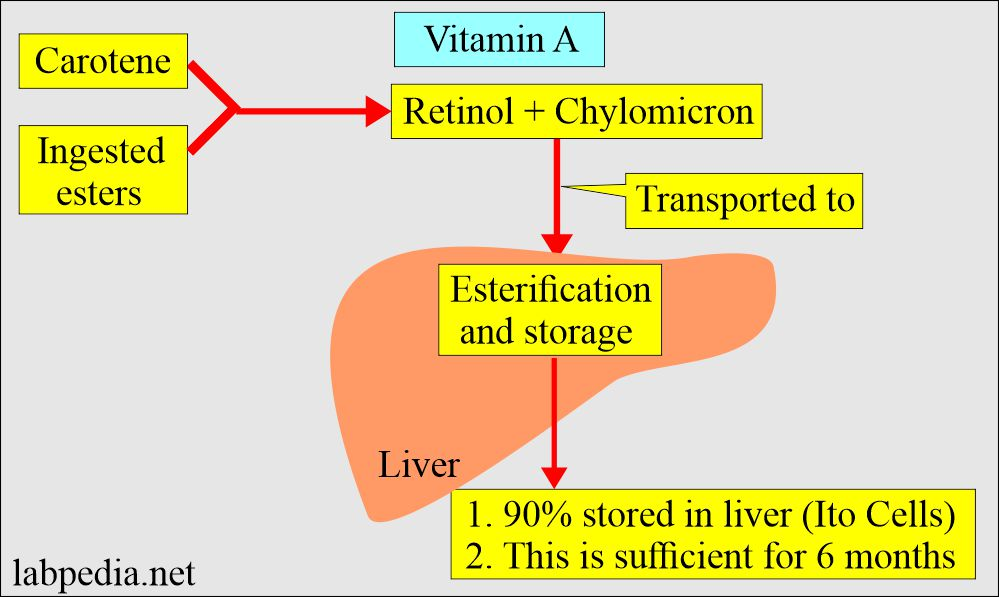 Vitamin A
Carotene
Ingested
esters
Retinol + Chylomicron
Transported to
Esterification
and storage
Liver
1. 90% stored in liver (Ito Cells)
2. This is sufficient for 6 months
labpedia.net